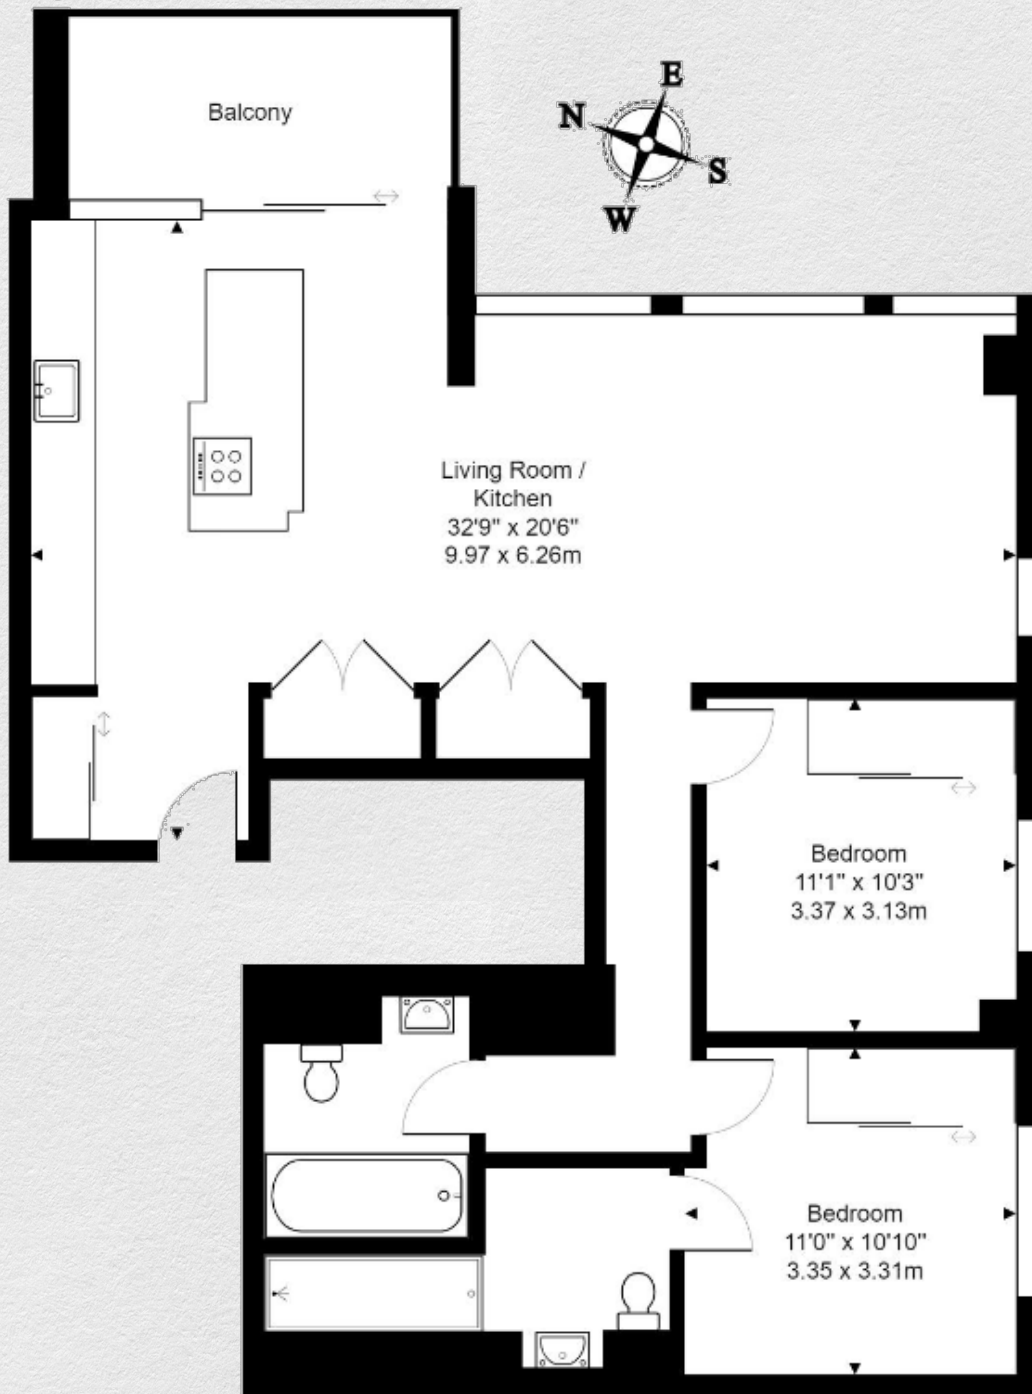 Balcony
E
N
S
W
Living Room /
Kitchen
32'9" x 20'6"
9.97 x 6.26m
Bedroom
11'1" x 10'3"
3.37 x 3.13m
Bedroom
11'0" x 10'10"
3.35 x 3.31m